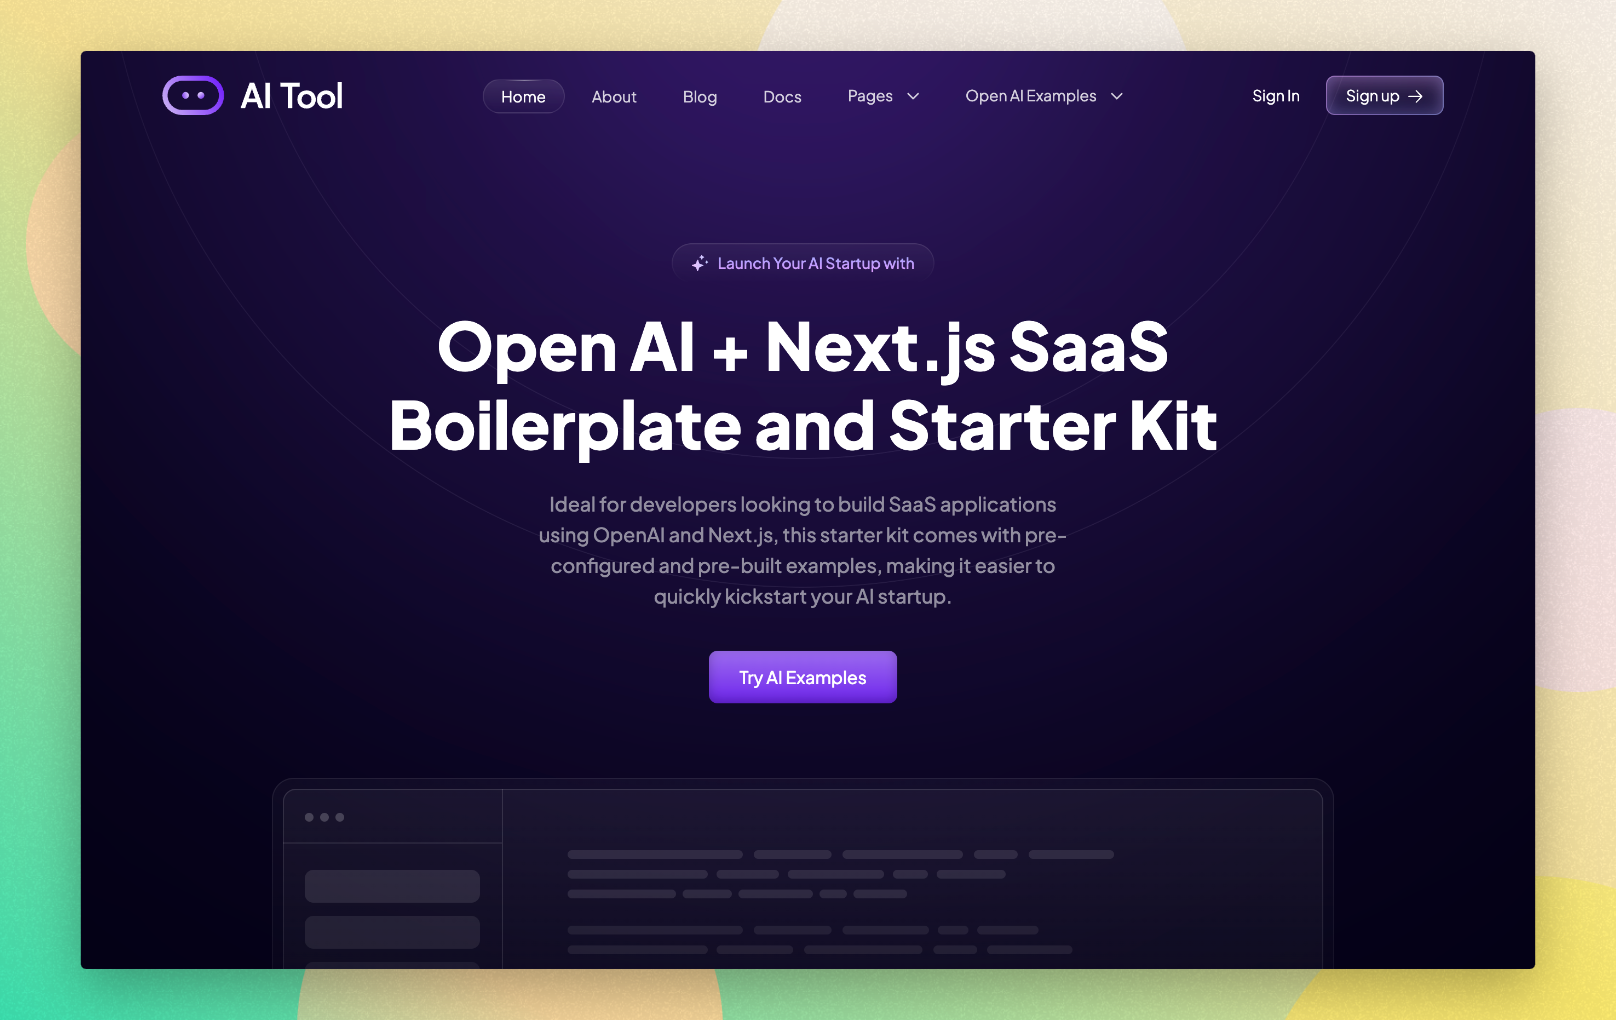 AI Tool
Home
About
Blog
Docs
Pages
Open AI Examples
Sign In
Sign up
Launch Your AI Startup with
Open AI + Next.js SaaS
Boilerplate and Starter Kit
Ideal for developers looking to build SaaS applications
using OpenAI and Next.js, this starter kit comes with pre-
configured and pre-built examples, making it easier to
quickly kickstart your AI startup.
Try AI Examples